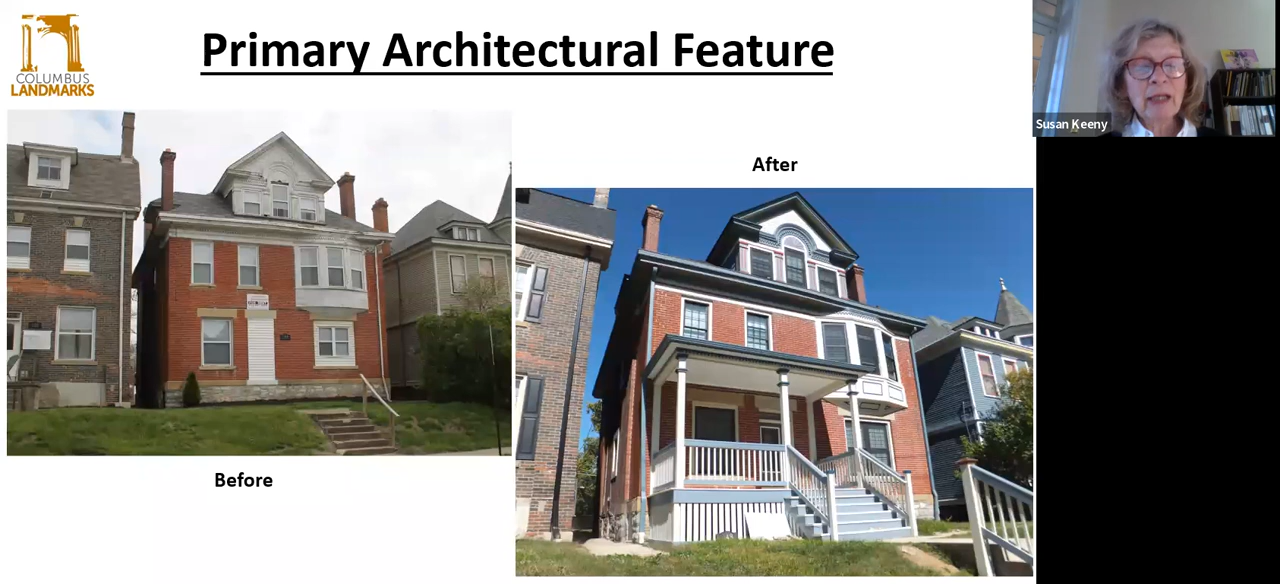 COLUMBUS
LANDMARKS
Primary Architectural Feature
Susan Keeny
After
Before